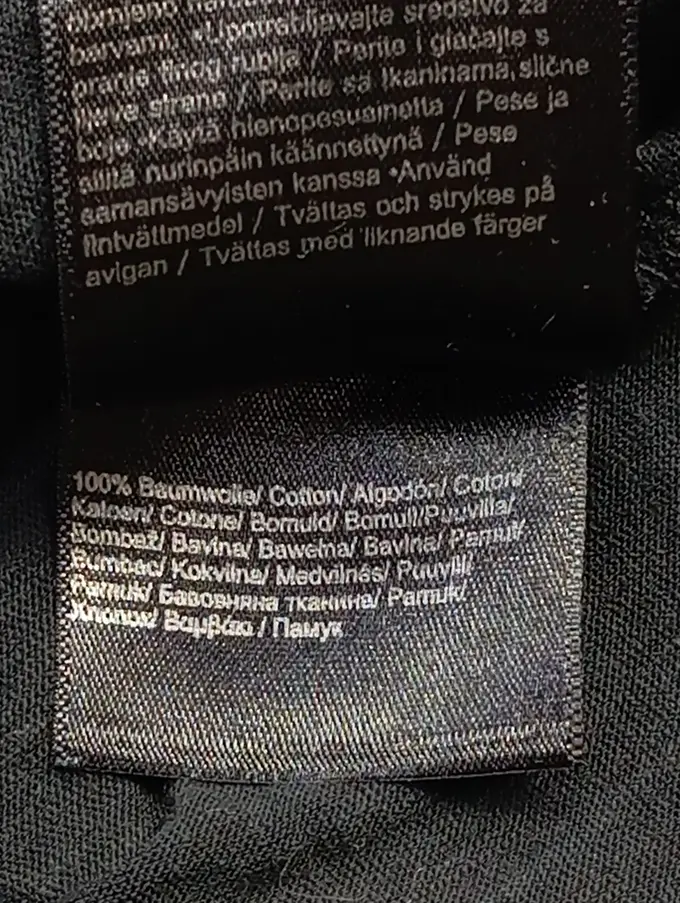 barvami. •Upotrebljavajte sredstvo za
pranje finog rublja / Perite i glačajte s
lijeve strane / Perite sa tkaninama slične
boje •Käytä hienopesuainetta / Pese ja
silitä nurinpäin käännettynä / Pese
samansävyisten kanssa •Använd
fintvättmedel / Tvättas och strykes på
avigan / Tvättas med liknande färger
100% Baumwolle/ Cotton/ Algodón/ Coton/
Katoen/ Cotone/ Bomuld/ Bomull/Puuvilla/
Bombaž/ Bavlna/ Bawełna/ Bavlna/ Pamut/
Bumbac/ Kokvilna/ Medvilnės/ Puuvill/
Pamuk/ Бавовняна тканина/ Pamuk/
Хлопок/ Βαμβάκι / Памук